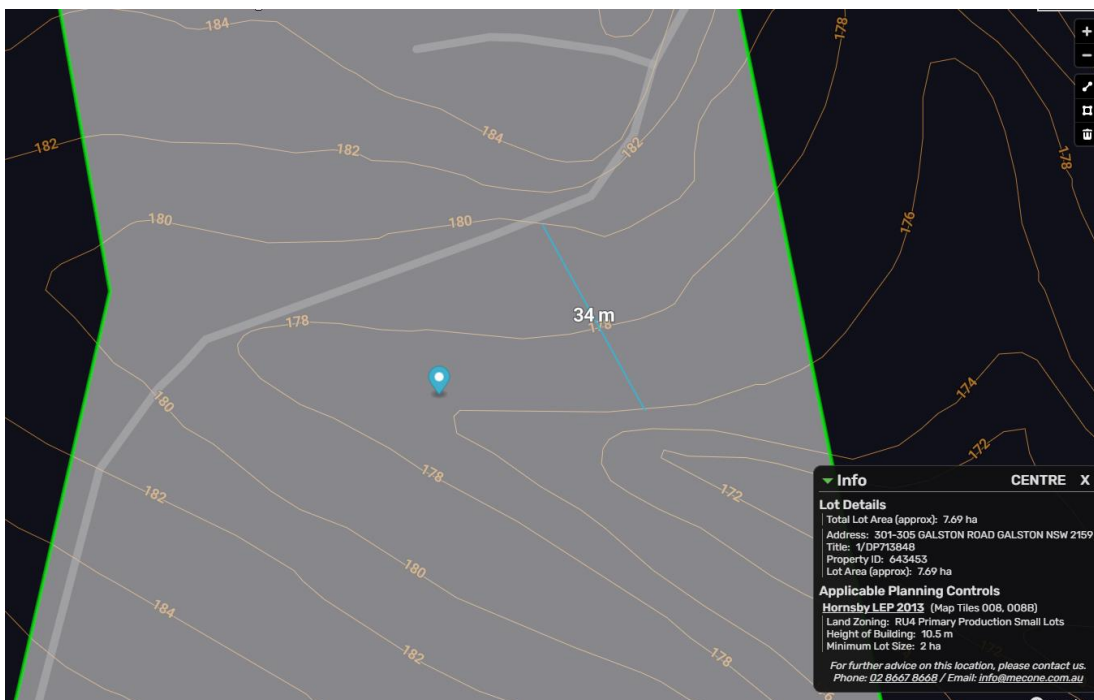 184
178
182
184
182
182
178
180
180
176
34 m
178
178
174
180
172
178
172
182
▼ Info CENTRE X
Lot Details
Total Lot Area (approx): 7.69 ha
Address: 301-305 GALSTON ROAD GALSTON NSW 2159
Title: 1/DP713848
Property ID: 643453
Lot Area (approx): 7.69 ha
Applicable Planning Controls
Hornsby LEP 2013 (Map Tiles 008, 008B)
Land Zoning: RU4 Primary Production Small Lots
Height of Building: 10.5 m
Minimum Lot Size: 2 ha
For further advice on this location, please contact us.
Phone: 02 8667 8668 / Email: info@mecone.com.au
180
184
182
178
172